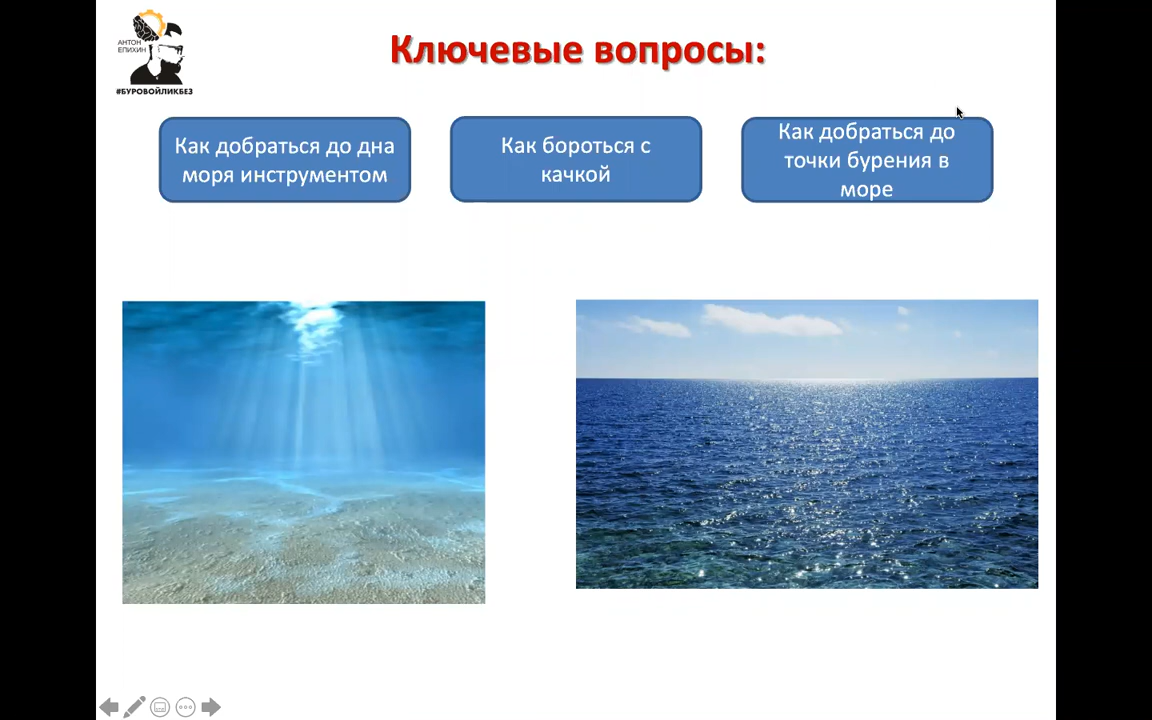 АНТОН
ЕПИХИН
#БУРОВОЙЛИКБЕЗ
Ключевые вопросы:
Как добраться до дна
моря инструментом
Как бороться с
качкой
Как добраться до
точки бурения в
море